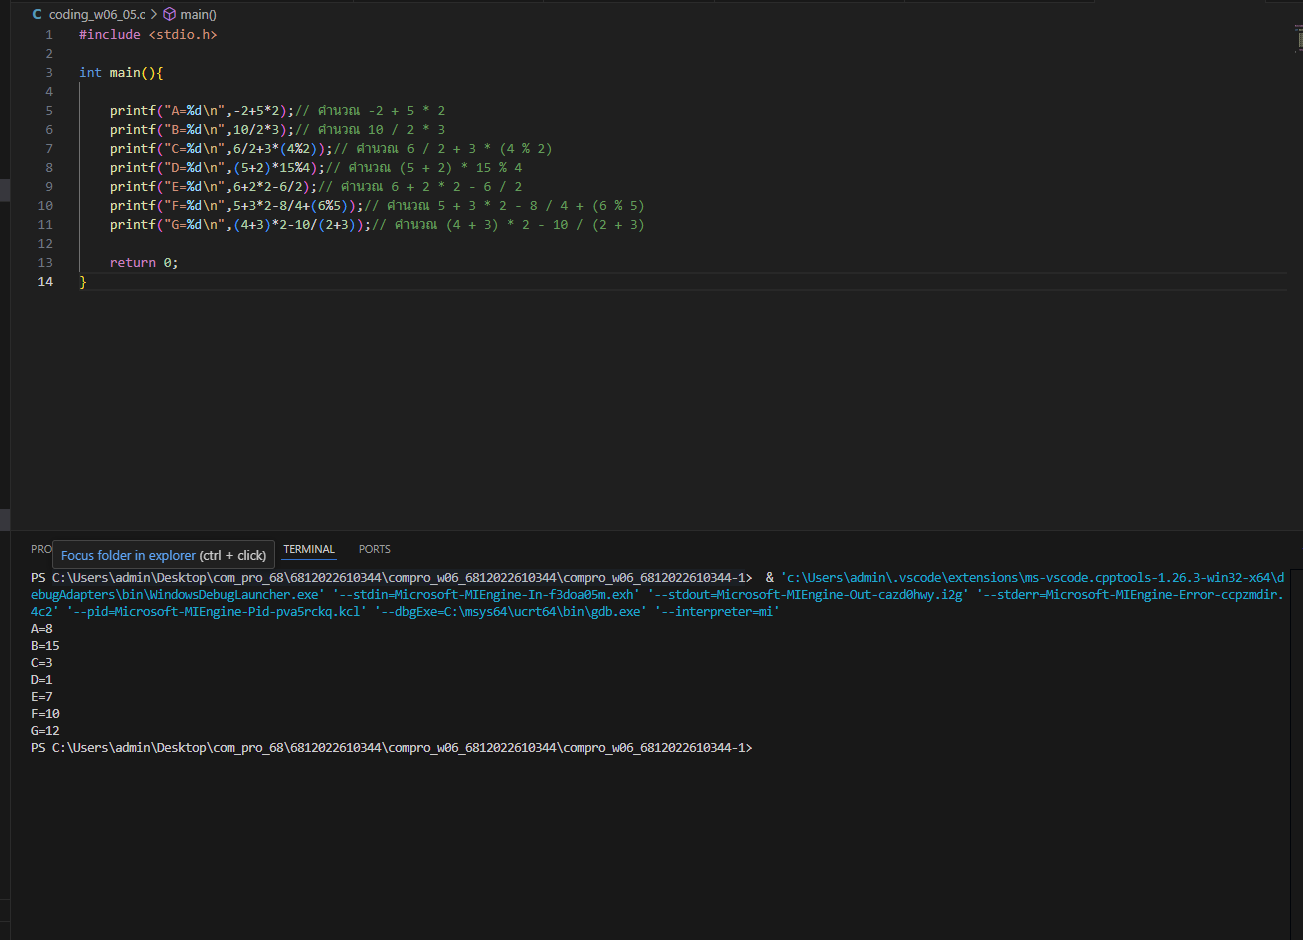 coding_w06_05.c > main()
1 #include <stdio.h>
2
3 int main(){
4
5 printf("A=%d\n",-2+5*2);// คำนวณ -2 + 5 * 2
6 printf("B=%d\n",10/2*3);// คำนวณ 10 / 2 * 3
7 printf("C=%d\n",6/2+3*(4%2));// คำนวณ 6 / 2 + 3 * (4 % 2)
8 printf("D=%d\n",(5+2)*15%4);// คำนวณ (5 + 2) * 15 % 4
9 printf("E=%d\n",6+2*2-6/2);// คำนวณ 6 + 2 * 2 - 6 / 2
10 printf("F=%d\n",5+3*2-8/4+(6%5));// คำนวณ 5 + 3 * 2 - 8 / 4 + (6 % 5)
11 printf("G=%d\n",(4+3)*2-10/(2+3));// คำนวณ (4 + 3) * 2 - 10 / (2 + 3)
12
13 return 0;
14 }
PRO Focus folder in explorer (ctrl + click) TERMINAL PORTS
PS C:\Users\admin\Desktop\com_pro_68\6812022610344\compro_w06_6812022610344\compro_w06_6812022610344-1> & 'c:\Users\admin\.vscode\extensions\ms-vscode.cpptools-1.26.3-win32-x64\d
ebugAdapters\bin\WindowsDebugLauncher.exe' '--stdin=Microsoft-MIEngine-In-f3doa05m.exh' '--stdout=Microsoft-MIEngine-Out-cazd0hwy.i2g' '--stderr=Microsoft-MIEngine-Error-ccpzmdir.
4c2' '--pid=Microsoft-MIEngine-Pid-pva5rckq.kcl' '--dbgExe=C:\msys64\ucrt64\bin\gdb.exe' '--interpreter=mi'
A=8
B=15
C=3
D=1
E=7
F=10
G=12
PS C:\Users\admin\Desktop\com_pro_68\6812022610344\compro_w06_6812022610344\compro_w06_6812022610344-1>